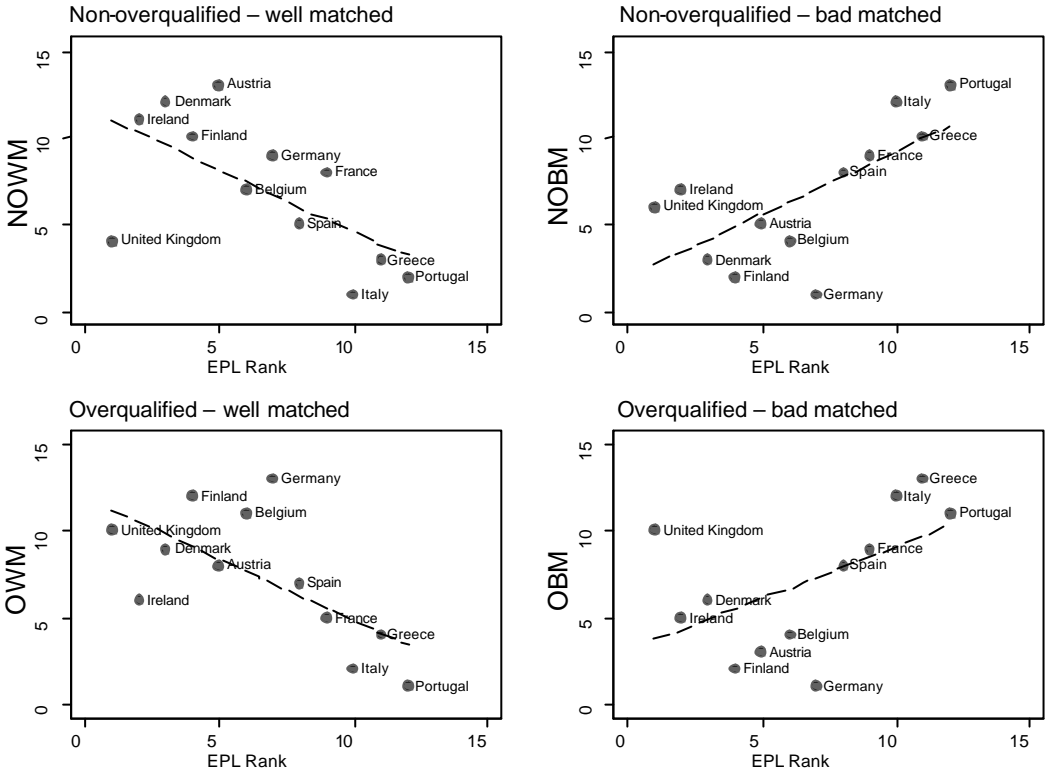 Non-overqualified – well matched
NOWM
15
10
5
0
Austria
Denmark
Ireland
Finland
Germany
France
Belgium
Spain
United Kingdom
Greece
Portugal
Italy
0 5 10 15
EPL Rank
Non-overqualified – bad matched
NOBM
15
10
5
0
Portugal
Italy
Greece
France
Spain
Ireland
United Kingdom
Austria
Belgium
Denmark
Finland
Germany
0 5 10 15
EPL Rank
Overqualified – well matched
OWM
15
10
5
0
Germany
Finland
Belgium
United Kingdom
Denmark
Austria
Spain
Ireland
France
Greece
Italy
Portugal
0 5 10 15
EPL Rank
Overqualified – bad matched
OBM
15
10
5
0
Greece
Italy
Portugal
United Kingdom
France
Spain
Denmark
Ireland
Belgium
Austria
Finland
Germany
0 5 10 15
EPL Rank